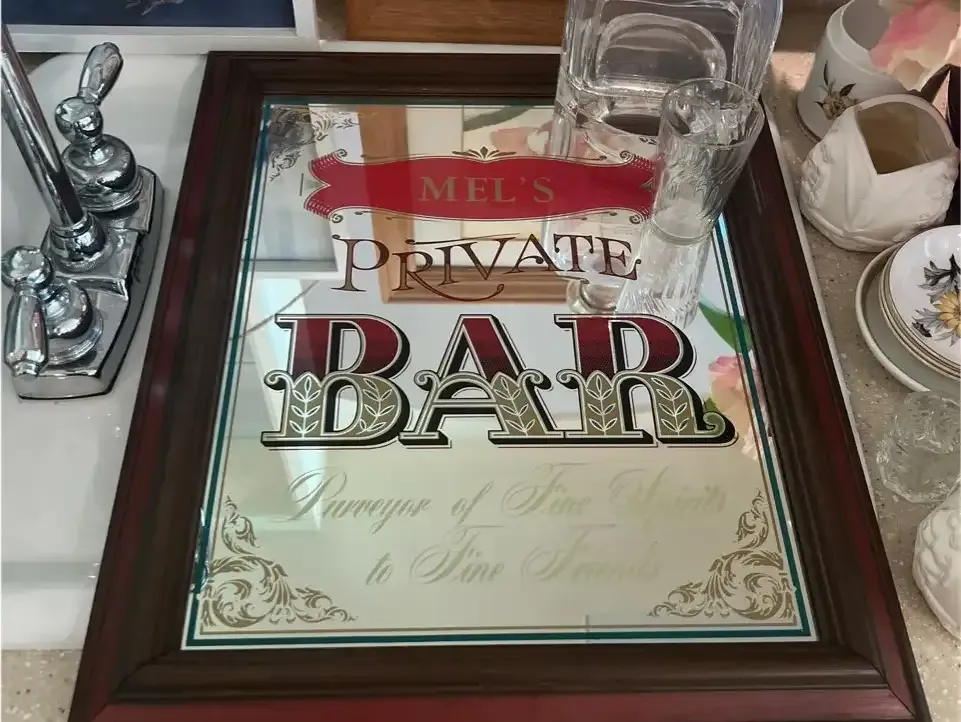 MEL'S
PRIVATE
BAR
Purveyor of Fine Spirits
to Fine Friends